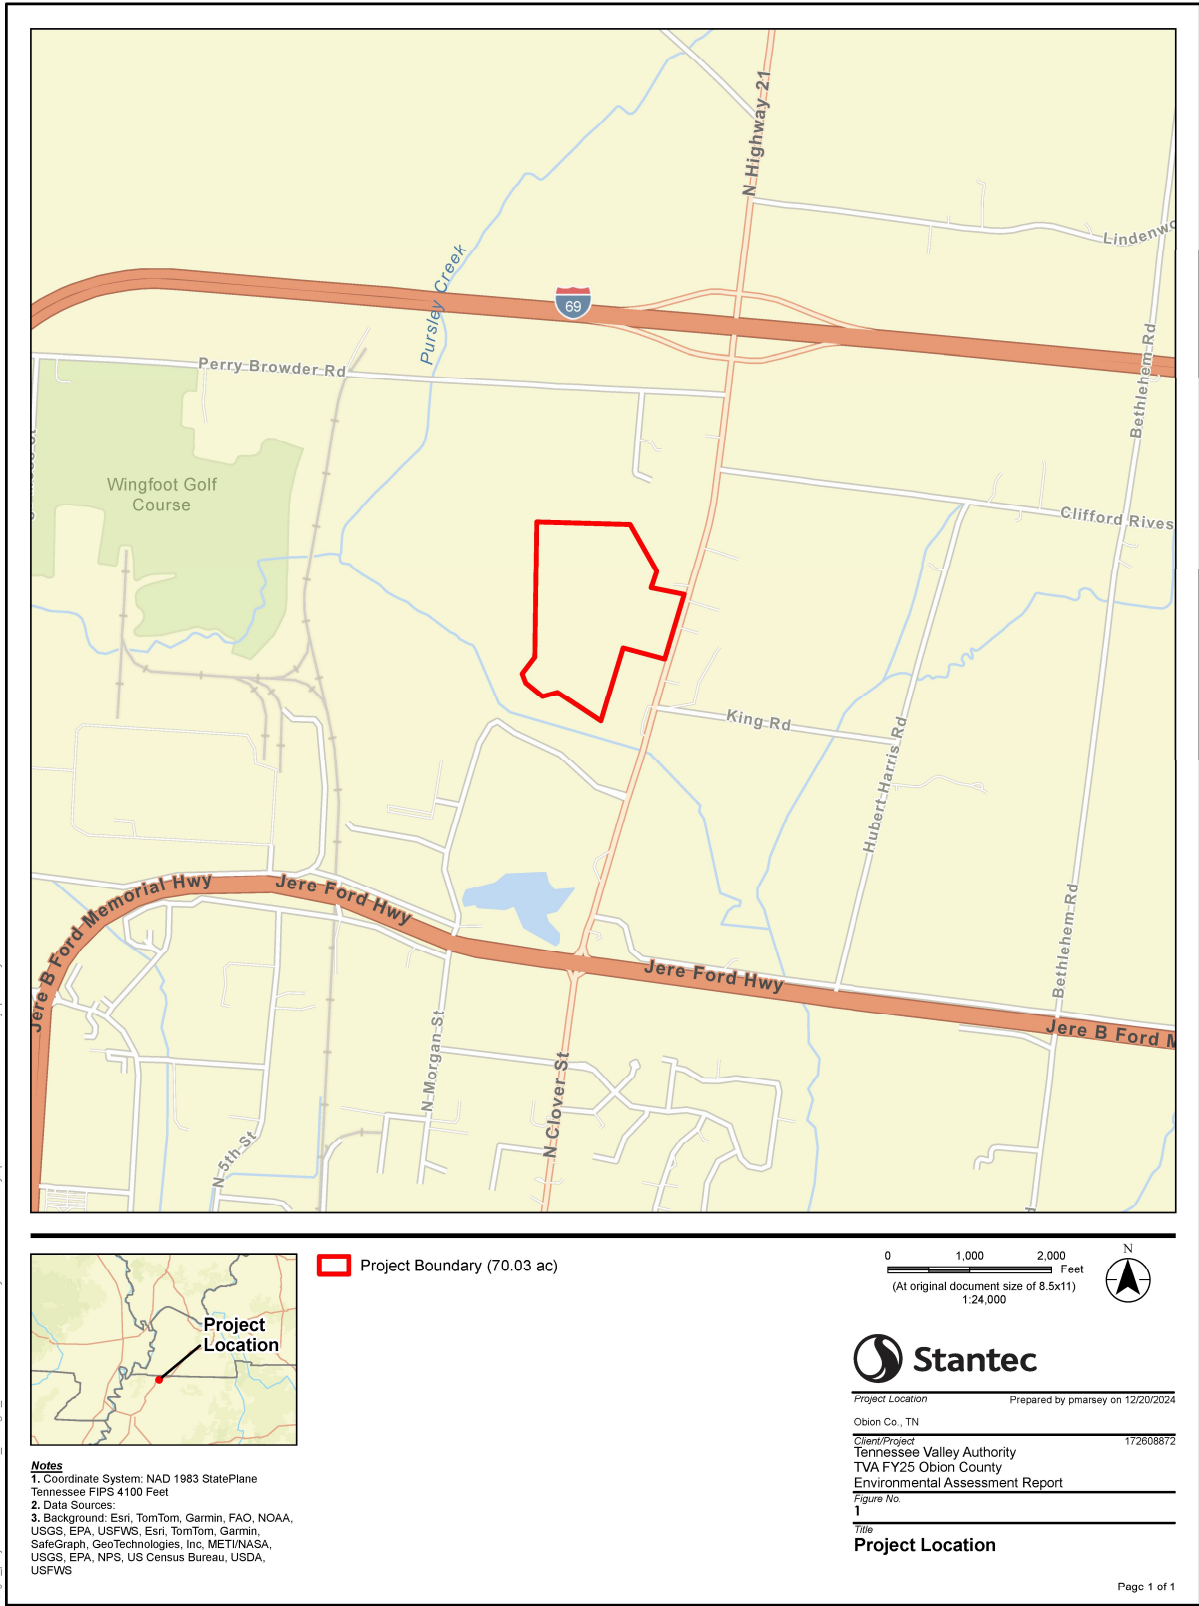 N Highway 21
Lindenwo
Pursley Creek
69
Bethlehem Rd
Perry Browder Rd
Wingfoot Golf
Course
Clifford Rives
King Rd
Hubert Harris Rd
Jere B Ford Memorial Hwy
Jere Ford Hwy
Jere Ford Hwy
Bethlehem Rd
Jere B Ford M
N Morgan St
N Clover St
N 5th St
Project
Location
Project Boundary (70.03 ac)
0 1,000 2,000
Feet
(At original document size of 8.5x11)
1:24,000
N
Stantec
Project Location Prepared by pmarsey on 12/20/2024
Obion Co., TN
Client/Project 172608872
Tennessee Valley Authority
TVA FY25 Obion County
Environmental Assessment Report
Figure No.
1
Title
Project Location
Notes
1. Coordinate System: NAD 1983 StatePlane
Tennessee FIPS 4100 Feet
2. Data Sources:
3. Background: Esri, TomTom, Garmin, FAO, NOAA,
USGS, EPA, USFWS, Esri, TomTom, Garmin,
SafeGraph, GeoTechnologies, Inc, METI/NASA,
USGS, EPA, NPS, US Census Bureau, USDA,
USFWS
Page 1 of 1